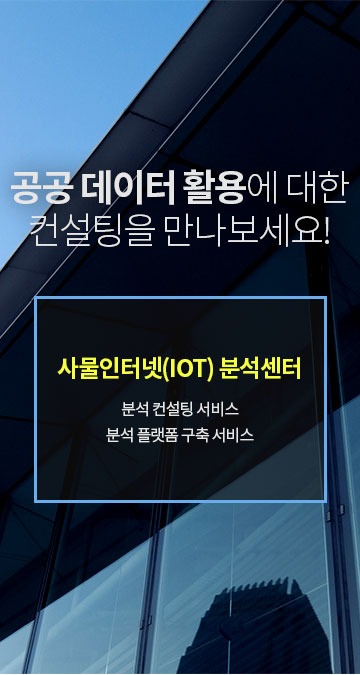 공공 데이터 활용에 대한
컨설팅을 만나보세요!
사물인터넷(IOT) 분석센터
분석 컨설팅 서비스
분석 플랫폼 구축 서비스